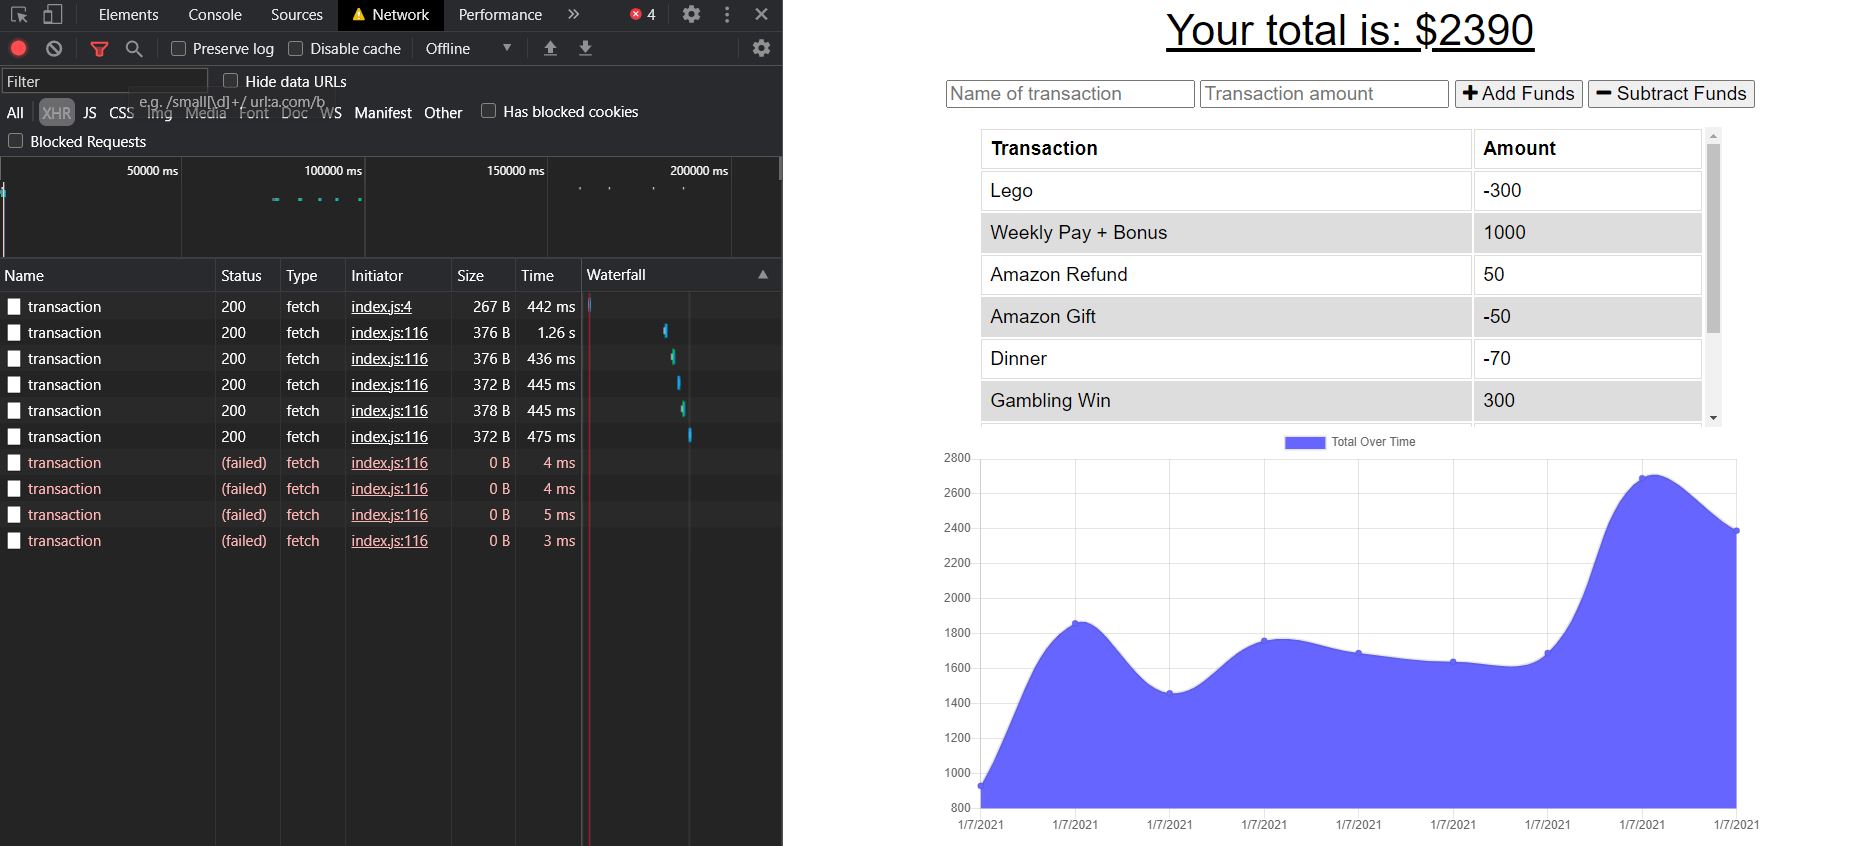 Elements Console Sources Network Performance » 4
Preserve log Disable cache Offline
Filter Hide data URLs
e.g. /small[\d]+/ url:a.com/b
All XHR JS CSS Img Media Font Doc WS Manifest Other Has blocked cookies
Blocked Requests
50000 ms 100000 ms 150000 ms 200000 ms
Name Status Type Initiator Size Time Waterfall
transaction 200 fetch index.js:4 267 B 442 ms
transaction 200 fetch index.js:116 376 B 1.26 s
transaction 200 fetch index.js:116 376 B 436 ms
transaction 200 fetch index.js:116 372 B 445 ms
transaction 200 fetch index.js:116 378 B 445 ms
transaction 200 fetch index.js:116 372 B 475 ms
transaction (failed) fetch index.js:116 0 B 4 ms
transaction (failed) fetch index.js:116 0 B 4 ms
transaction (failed) fetch index.js:116 0 B 5 ms
transaction (failed) fetch index.js:116 0 B 3 ms
Your total is: $2390
Name of transaction Transaction amount Add Funds Subtract Funds
Transaction Amount
Lego -300
Weekly Pay + Bonus 1000
Amazon Refund 50
Amazon Gift -50
Dinner -70
Gambling Win 300
Total Over Time
2800
2600
2400
2200
2000
1800
1600
1400
1200
1000
800
1/7/2021 1/7/2021 1/7/2021 1/7/2021 1/7/2021 1/7/2021 1/7/2021 1/7/2021 1/7/2021